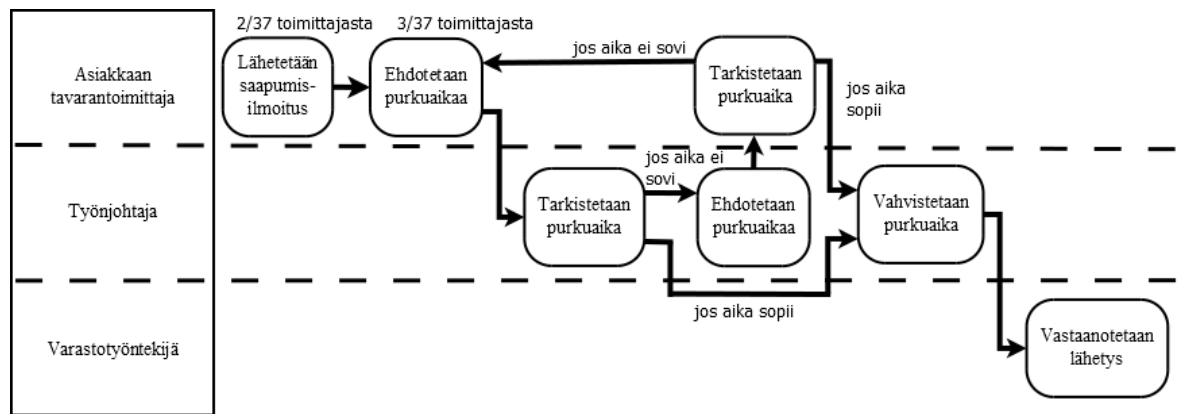 2/37 toimittajasta
3/37 toimittajasta
Asiakkaan
tavarantoimittaja
Lähetetään
saapumis-
ilmoitus
Ehdotetaan
purkuaikaa
jos aika ei sovi
Tarkistetaan
purkuaika
jos aika
sopii
Työnjohtaja
Tarkistetaan
purkuaika
jos aika ei
sovi
Ehdotetaan
purkuaikaa
Vahvistetaan
purkuaika
jos aika sopii
Varastotyöntekijä
Vastaanotetaan
lähetys